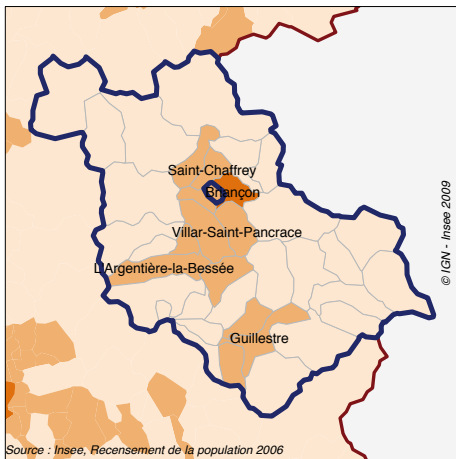 Saint-Chaffrey
Briançon
Villar-Saint-Pancrace
L'Argentière-la-Bessée
Guillestre
© IGN - Insee 2009
Source : Insee, Recensement de la population 2006